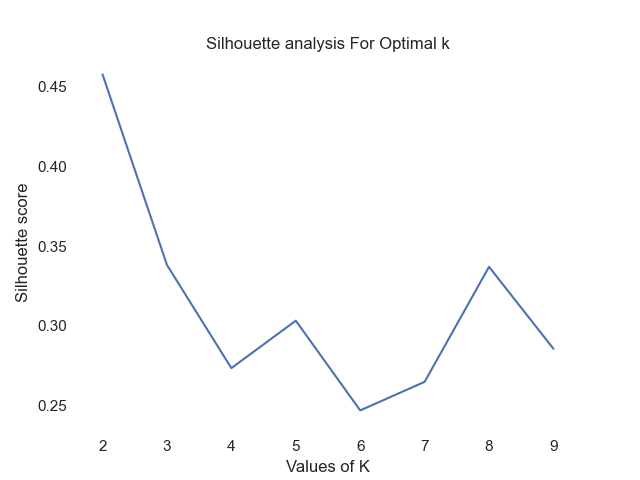 Silhouette analysis For Optimal k
0.45
0.40
0.35
0.30
0.25
Silhouette score
2 3 4 5 6 7 8 9
Values of K